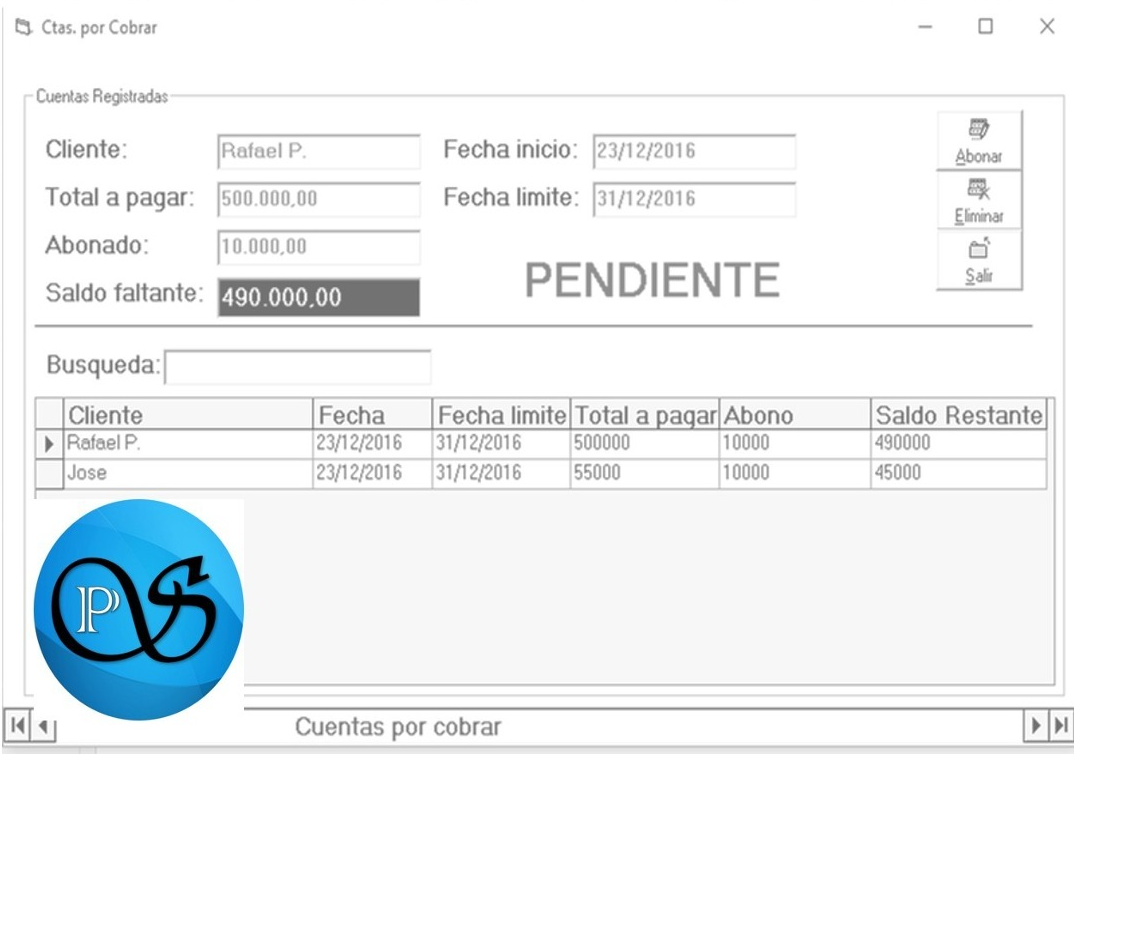 Ctas. por Cobrar
Cuentas Registradas
Cliente: Rafael P. Fecha inicio: 23/12/2016
Abonar
Total a pagar: 500.000,00 Fecha limite: 31/12/2016
Eliminar
Abonado: 10.000,00
Salir
Saldo faltante: 490.000,00 PENDIENTE
Busqueda:
Cliente Fecha Fecha limite Total a pagar Abono Saldo Restante
Rafael P. 23/12/2016 31/12/2016 500000 10000 490000
Jose 23/12/2016 31/12/2016 55000 10000 45000
P S
Cuentas por cobrar